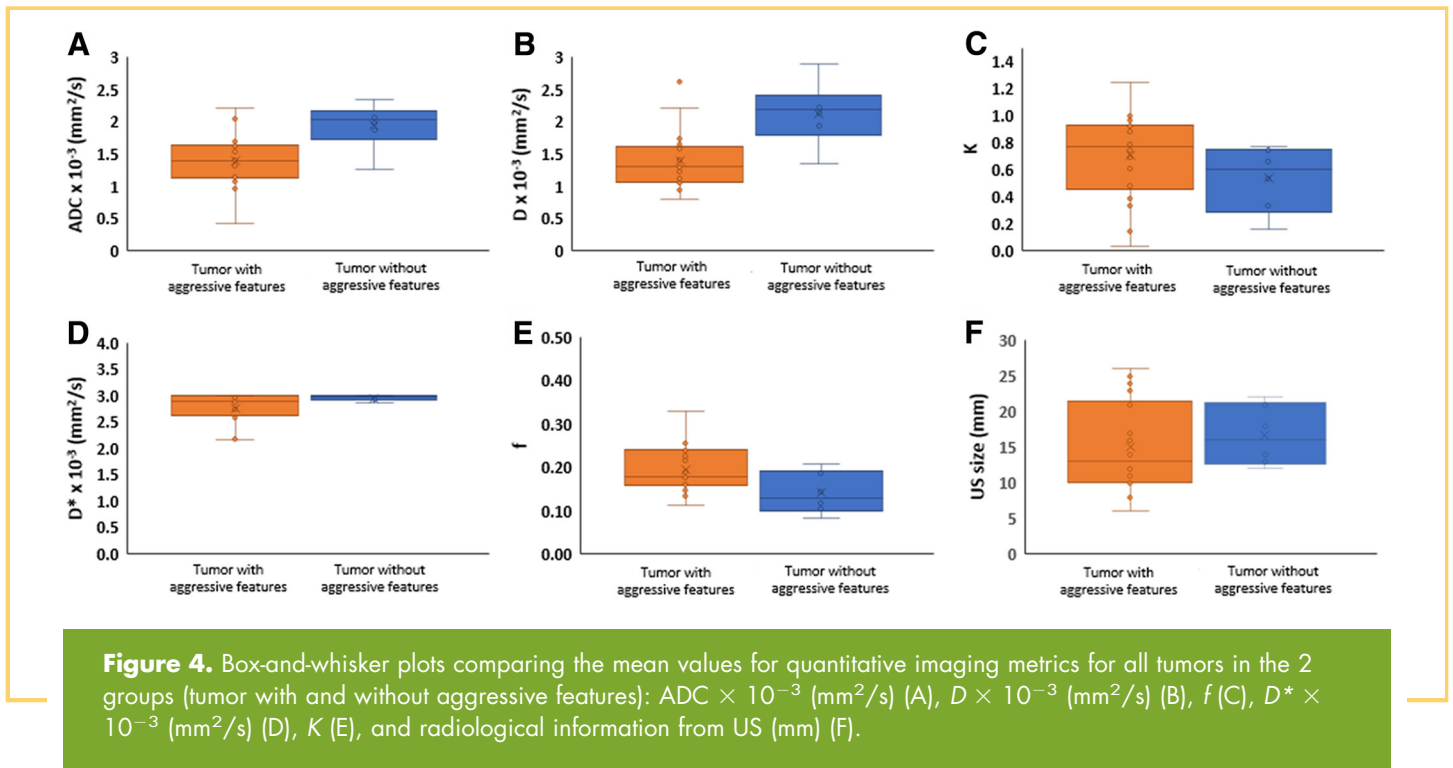 A
3
2.5
2
1.5
1
0.5
0
ADC x 10⁻³ (mm²/s)
Tumor with
aggressive features
Tumor without
aggressive features
B
3
2.5
2
1.5
1
0.5
0
D x 10⁻³ (mm²/s)
Tumor with
aggressive features
Tumor without
aggressive features
C
1.4
1.2
1.0
0.8
0.6
0.4
0.2
0.0
K
Tumor with
aggressive features
Tumor without
aggressive features
D
4.0
3.5
3.0
2.5
2.0
1.5
1.0
0.5
0.0
D* x 10⁻³ (mm²/s)
Tumor with
aggressive features
Tumor without
aggressive features
E
0.50
0.40
0.30
0.20
0.10
0.00
f
Tumor with
aggressive features
Tumor without
aggressive features
F
30
25
20
15
10
5
0
US size (mm)
Tumor with
aggressive features
Tumor without
aggressive features
Figure 4. Box-and-whisker plots comparing the mean values for quantitative imaging metrics for all tumors in the 2
groups (tumor with and without aggressive features): ADC × 10⁻³ (mm²/s) (A), D × 10⁻³ (mm²/s) (B), f (C), D* ×
10⁻³ (mm²/s) (D), K (E), and radiological information from US (mm) (F).